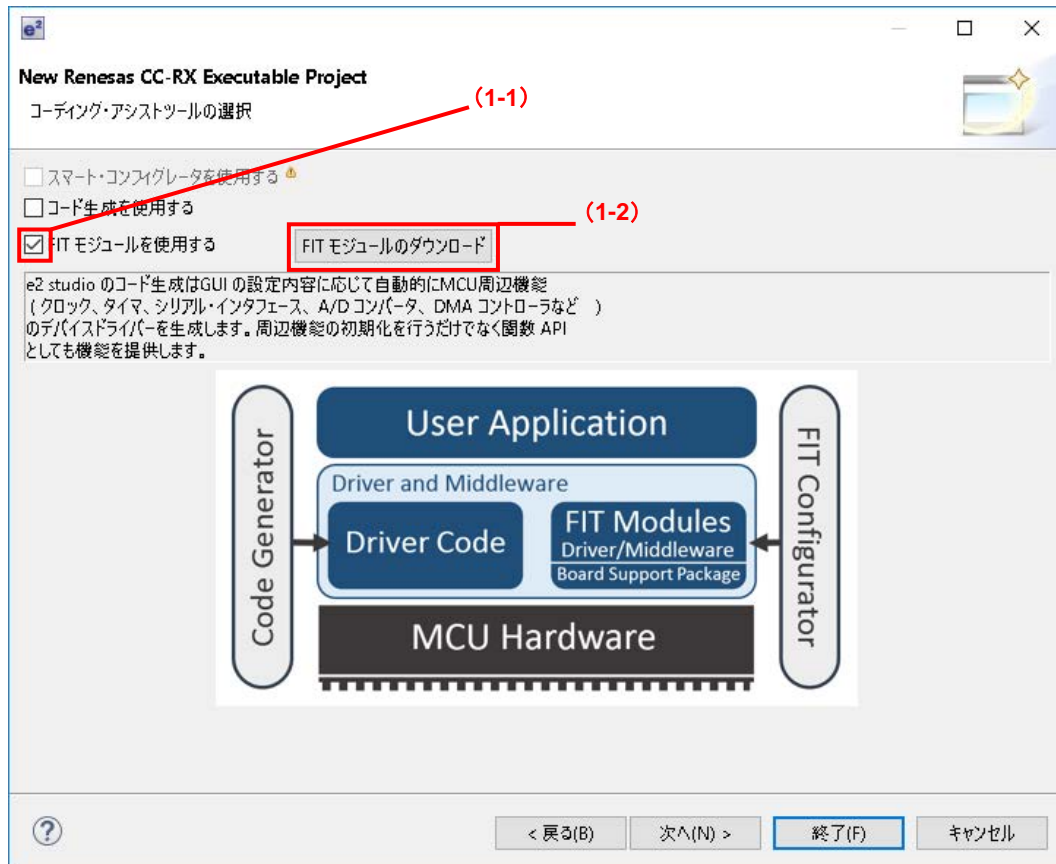 e²
New Renesas CC-RX Executable Project
コーディング・アシストツールの選択
（1-1）
スマート・コンフィグレータを使用する
コード生成を使用する
（1-2）
FIT モジュールを使用する
FIT モジュールのダウンロード
e2 studio のコード生成はGUI の設定内容に応じて自動的にMCU周辺機能
( クロック、タイマ、シリアル・インタフェース、A/D コンバータ、DMA コントローラなど )
のデバイスドライバーを生成します。周辺機能の初期化を行うだけでなく関数 API
としても機能を提供します。
Code Generator
User Application
Driver and Middleware
Driver Code
FIT Modules
Driver/Middleware
Board Support Package
MCU Hardware
FIT Configurator
?
< 戻る(B)
次へ(N) >
終了(F)
キャンセル